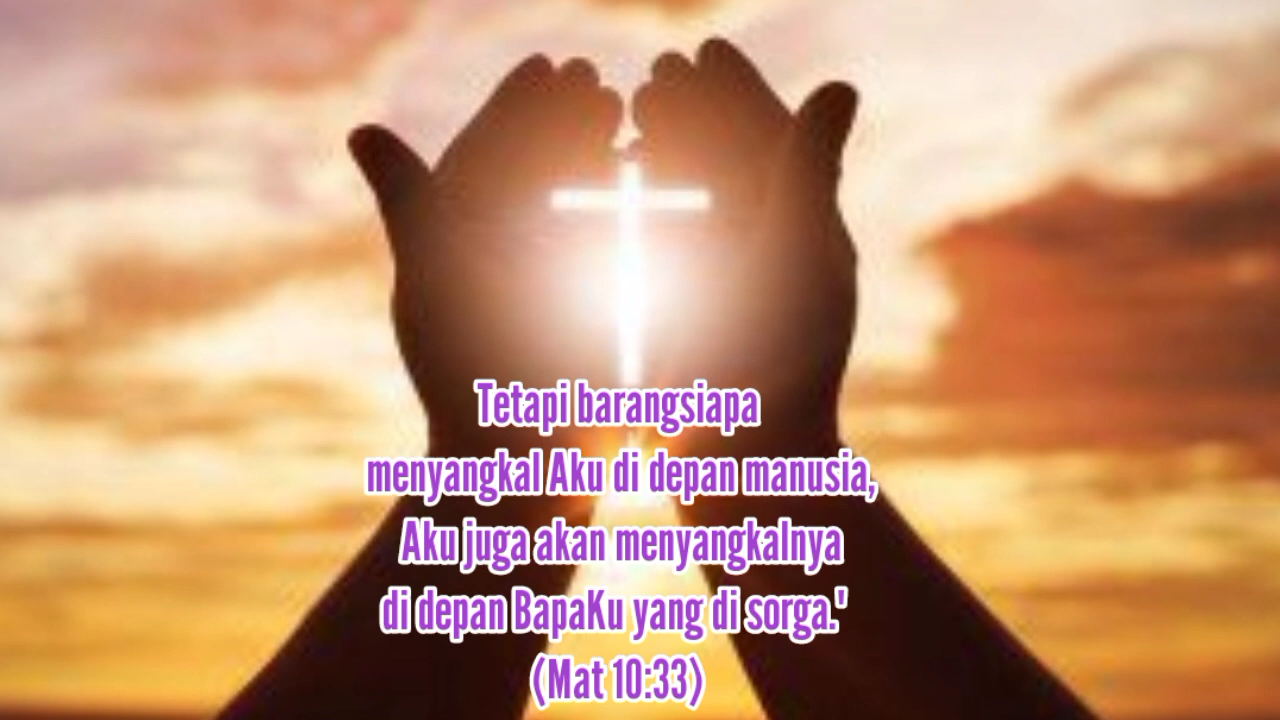 Tetapi barangsiapa
menyangkal Aku di depan manusia,
Aku juga akan menyangkalnya
di depan BapaKu yang di sorga."
(Mat 10:33)